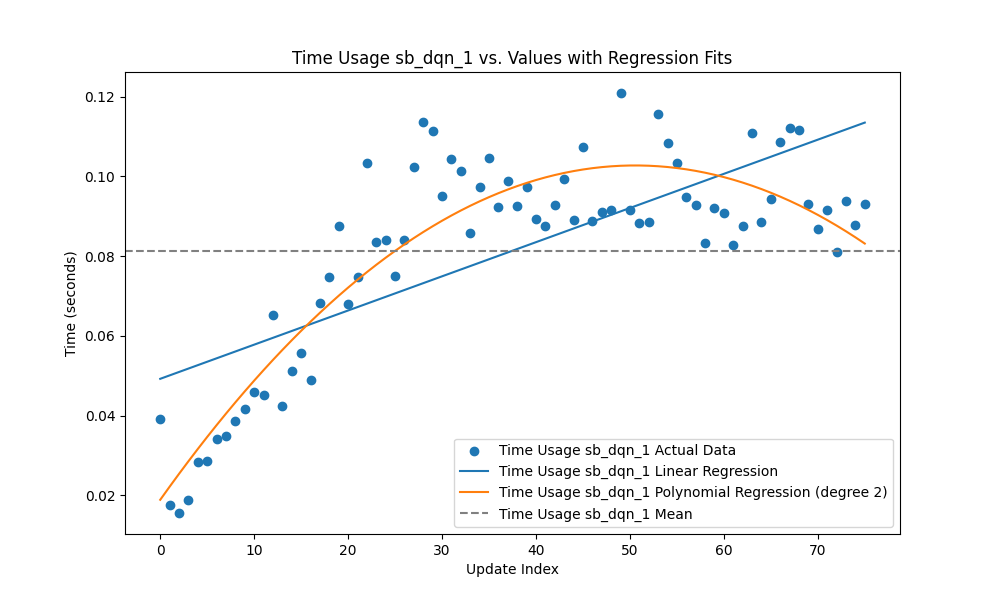 Time Usage sb_dqn_1 vs. Values with Regression Fits
Time (seconds)
0.12
0.10
0.08
0.06
0.04
0.02
0 10 20 30 40 50 60 70
Update Index
Time Usage sb_dqn_1 Actual Data
Time Usage sb_dqn_1 Linear Regression
Time Usage sb_dqn_1 Polynomial Regression (degree 2)
Time Usage sb_dqn_1 Mean